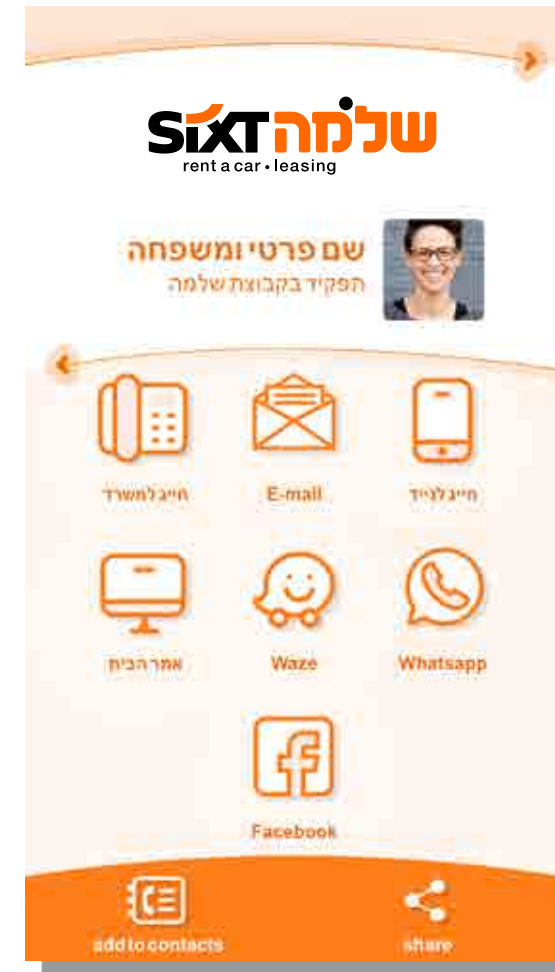 שלמה SIXT
rent a car • leasing
שם פרטי ומשפחה
תפקיד בקבוצת שלמה
חייג לנייד
E-mail
חייג למשרד
Whatsapp
Waze
אתר הבית
Facebook
add to contacts
share